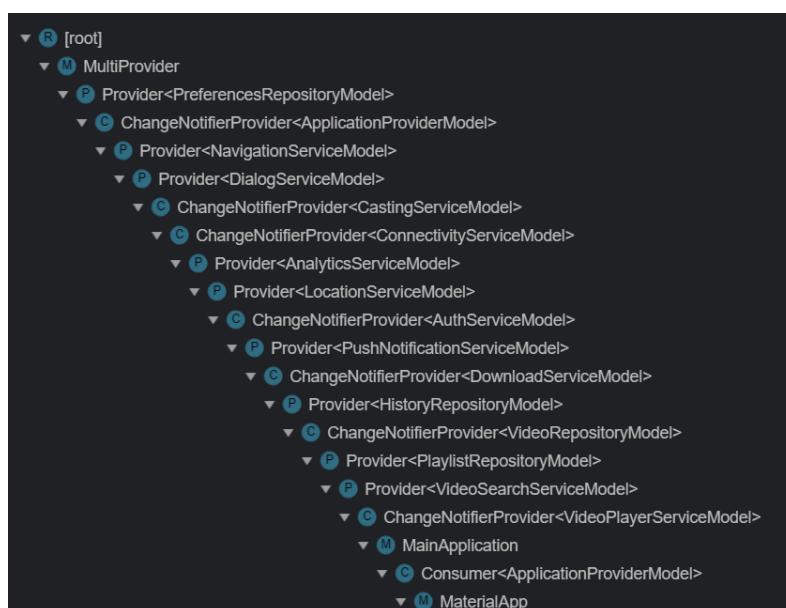 R [root]
M MultiProvider
P Provider<PreferencesRepositoryModel>
C ChangeNotifierProvider<ApplicationProviderModel>
P Provider<NavigationServiceModel>
P Provider<DialogServiceModel>
C ChangeNotifierProvider<CastingServiceModel>
C ChangeNotifierProvider<ConnectivityServiceModel>
P Provider<AnalyticsServiceModel>
P Provider<LocationServiceModel>
C ChangeNotifierProvider<AuthServiceModel>
P Provider<PushNotificationServiceModel>
C ChangeNotifierProvider<DownloadServiceModel>
P Provider<HistoryRepositoryModel>
C ChangeNotifierProvider<VideoRepositoryModel>
P Provider<PlaylistRepositoryModel>
P Provider<VideoSearchServiceModel>
C ChangeNotifierProvider<VideoPlayerServiceModel>
M MainApplication
C Consumer<ApplicationProviderModel>
M MaterialApp